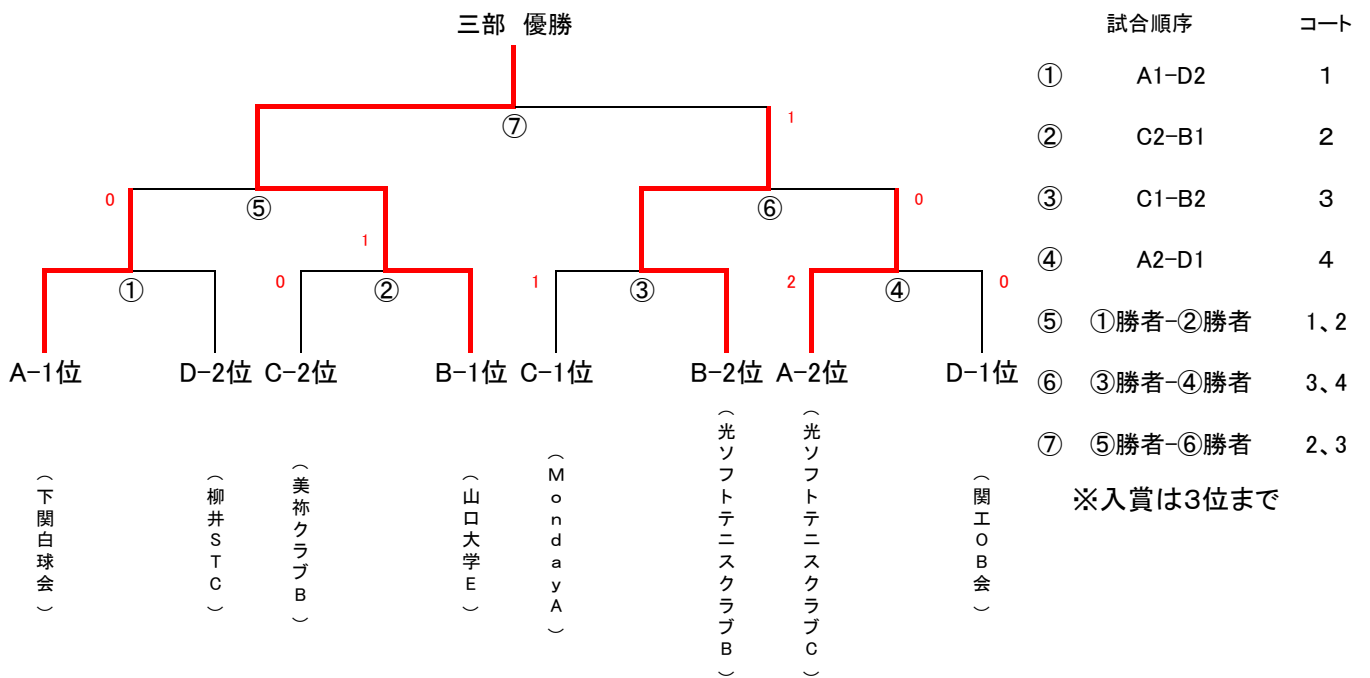 三部 優勝
試合順序 コート
① A1-D2 1
② C2-B1 2
③ C1-B2 3
④ A2-D1 4
⑤ ①勝者-②勝者 1、2
⑥ ③勝者-④勝者 3、4
⑦ ⑤勝者-⑥勝者 2、3
※入賞は3位まで
⑦ 1
0 ⑤ ⑥ 0
1
① 0 ② 1 ③ 2 ④ 0
A-1位 D-2位 C-2位 B-1位 C-1位 B-2位 A-2位 D-1位
(下関白球会)
(柳井STC)
(美祢クラブB)
(山口大学E)
(MondayA)
(光ソフトテニスクラブB)
(光ソフトテニスクラブC)
(関工OB会)